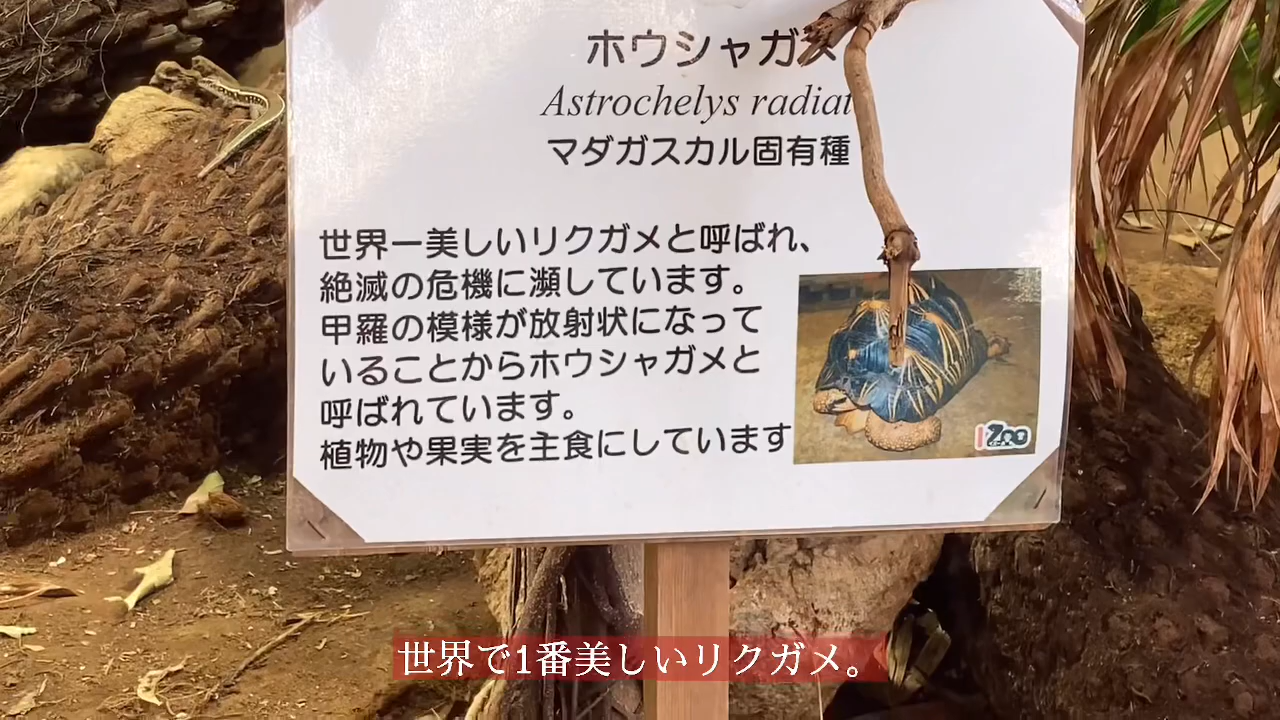 ホウシャガメ
Astrochelys radiat
マダガスカル固有種
世界一美しいリクガメと呼ばれ、
絶滅の危機に瀕しています。
甲羅の模様が放射状になって
いることからホウシャガメと
呼ばれています。
植物や果実を主食にしています
iZoo
世界で1番美しいリクガメ。